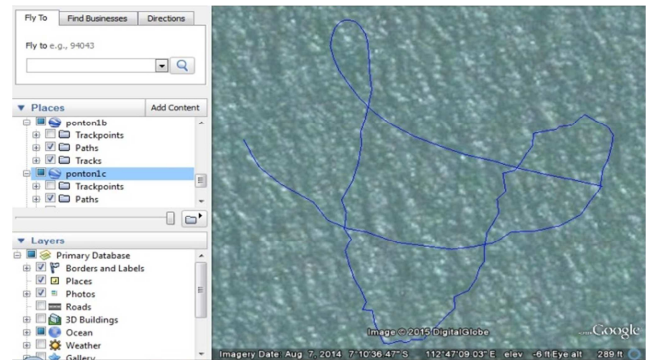 Fly To Find Businesses Directions
Fly to e.g., 94043
▼ Places Add Content
ponton1b
Trackpoints
Paths
Tracks
ponton1c
Trackpoints
Paths
▼ Layers
Primary Database
Borders and Labels
Places
Photos
Roads
3D Buildings
Ocean
Weather
Gallery
Image © 2015 DigitalGlobe
Google
Imagery Date: Aug 7, 2014 7°10'36.47" S 112°47'09.03" E elev -6 ft Eye alt 289 ft